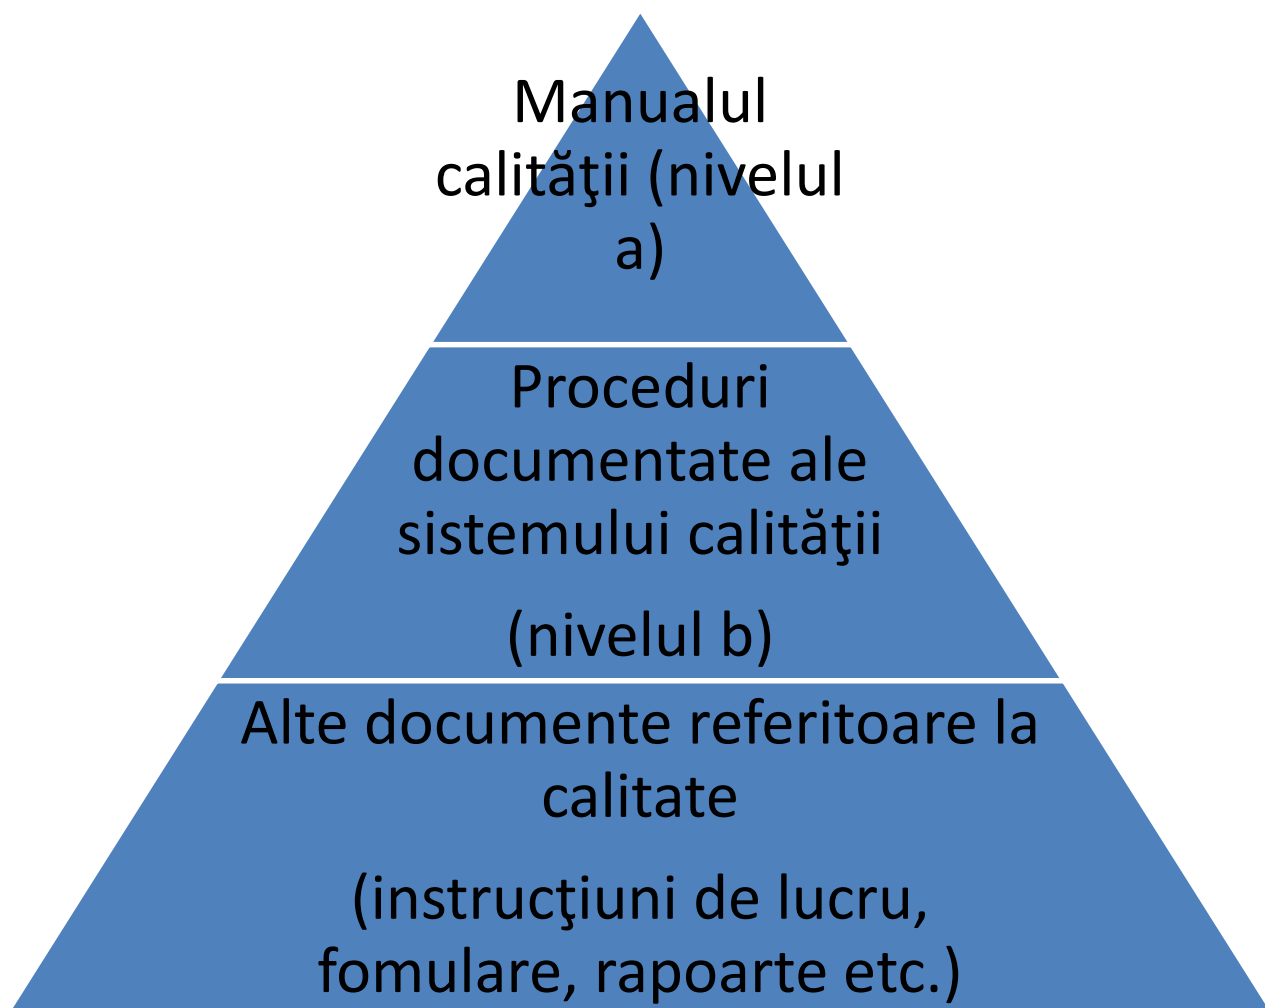 Manualul
calităţii (nivelul
a)
Proceduri
documentate ale
sistemului calităţii
(nivelul b)
Alte documente referitoare la
calitate
(instrucţiuni de lucru,
fomulare, rapoarte etc.)